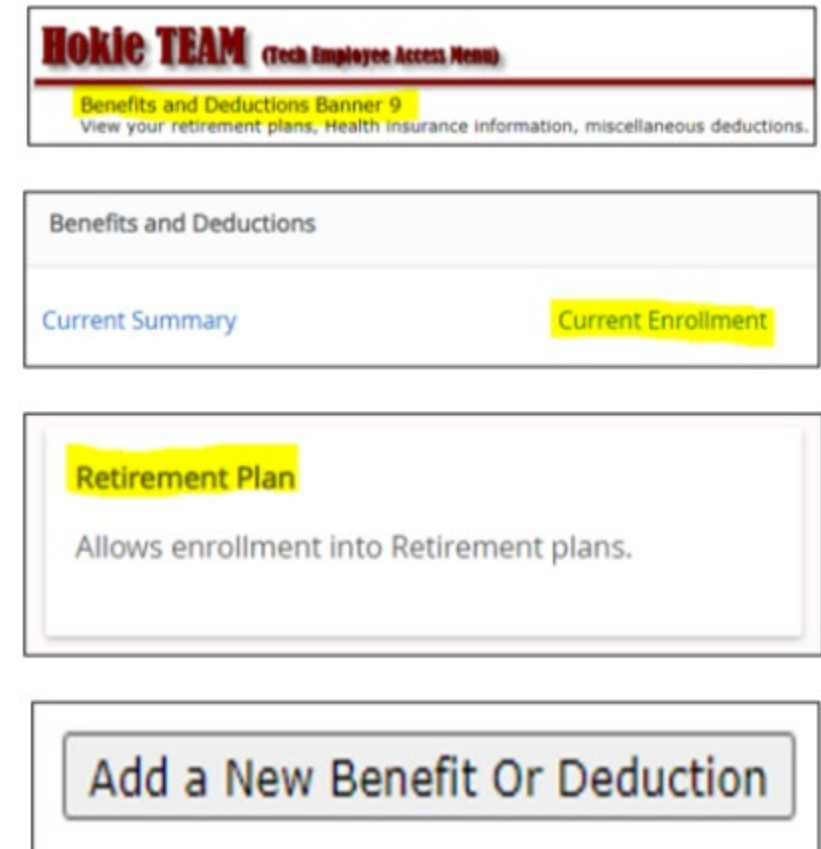 Hokie TEAM (Tech Employee Access Menu)
Benefits and Deductions Banner 9
View your retirement plans, Health insurance information, miscellaneous deductions.
Benefits and Deductions
Current Summary Current Enrollment
Retirement Plan
Allows enrollment into Retirement plans.
Add a New Benefit Or Deduction